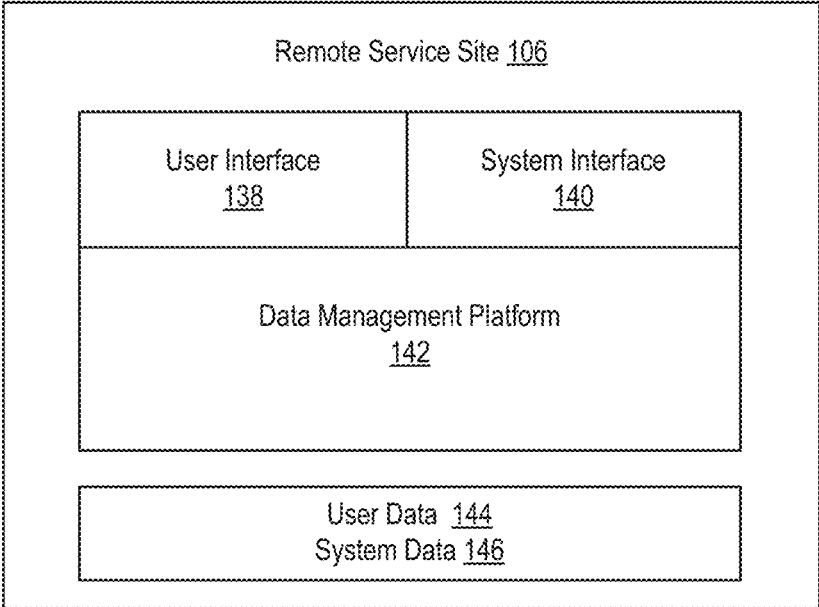 Remote Service Site 106
User Interface
138
System Interface
140
Data Management Platform
142
User Data 144
System Data 146